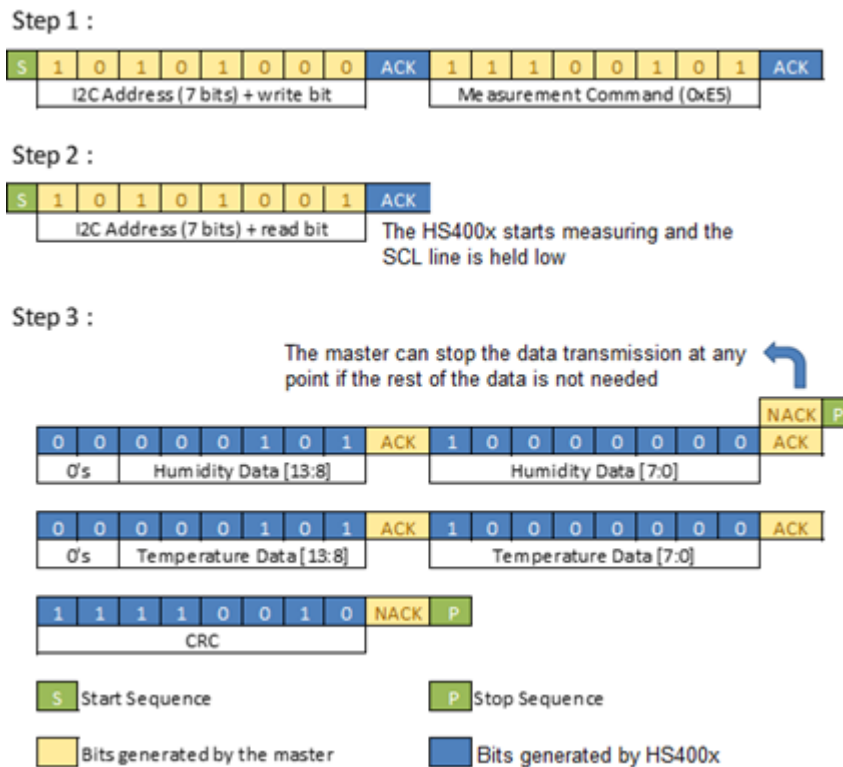 Step 1 :
S 1 0 1 0 1 0 0 0 ACK 1 1 1 0 0 1 0 1 ACK
I2C Address (7 bits) + write bit Measurement Command (0xE5)
Step 2 :
S 1 0 1 0 1 0 0 1 ACK
I2C Address (7 bits) + read bit
The HS400x starts measuring and the
SCL line is held low
Step 3 :
The master can stop the data transmission at any
point if the rest of the data is not needed
NACK P
0 0 0 0 0 1 0 1 ACK 1 0 0 0 0 0 0 0 ACK
0's Humidity Data [13:8] Humidity Data [7:0]
0 0 0 0 0 1 0 1 ACK 1 0 0 0 0 0 0 0 ACK
0's Temperature Data [13:8] Temperature Data [7:0]
1 1 1 1 0 0 1 0 NACK P
CRC
S Start Sequence P Stop Sequence
Bits generated by the master Bits generated by HS400x